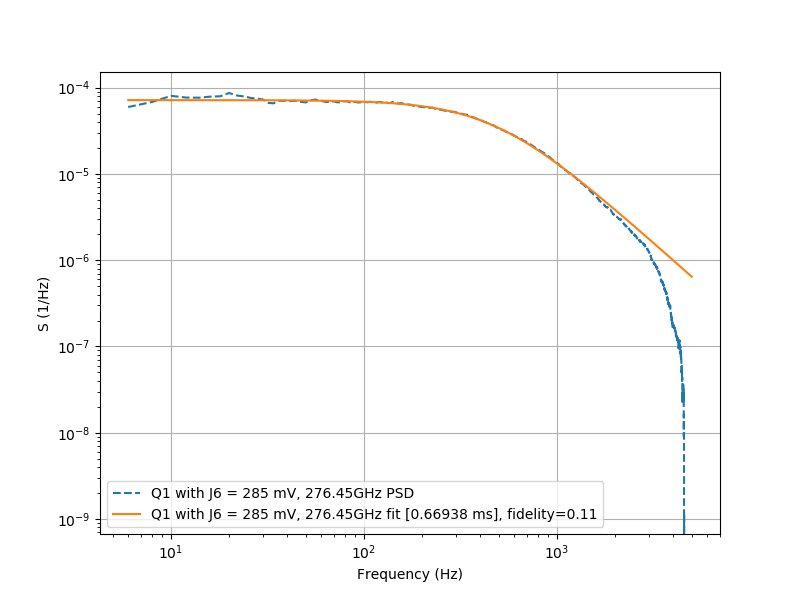 10⁻⁴
10⁻⁵
10⁻⁶
10⁻⁷
10⁻⁸
10⁻⁹
S (1/Hz)
Q1 with J6 = 285 mV, 276.45GHz PSD
Q1 with J6 = 285 mV, 276.45GHz fit [0.66938 ms], fidelity=0.11
10¹ 10² 10³
Frequency (Hz)